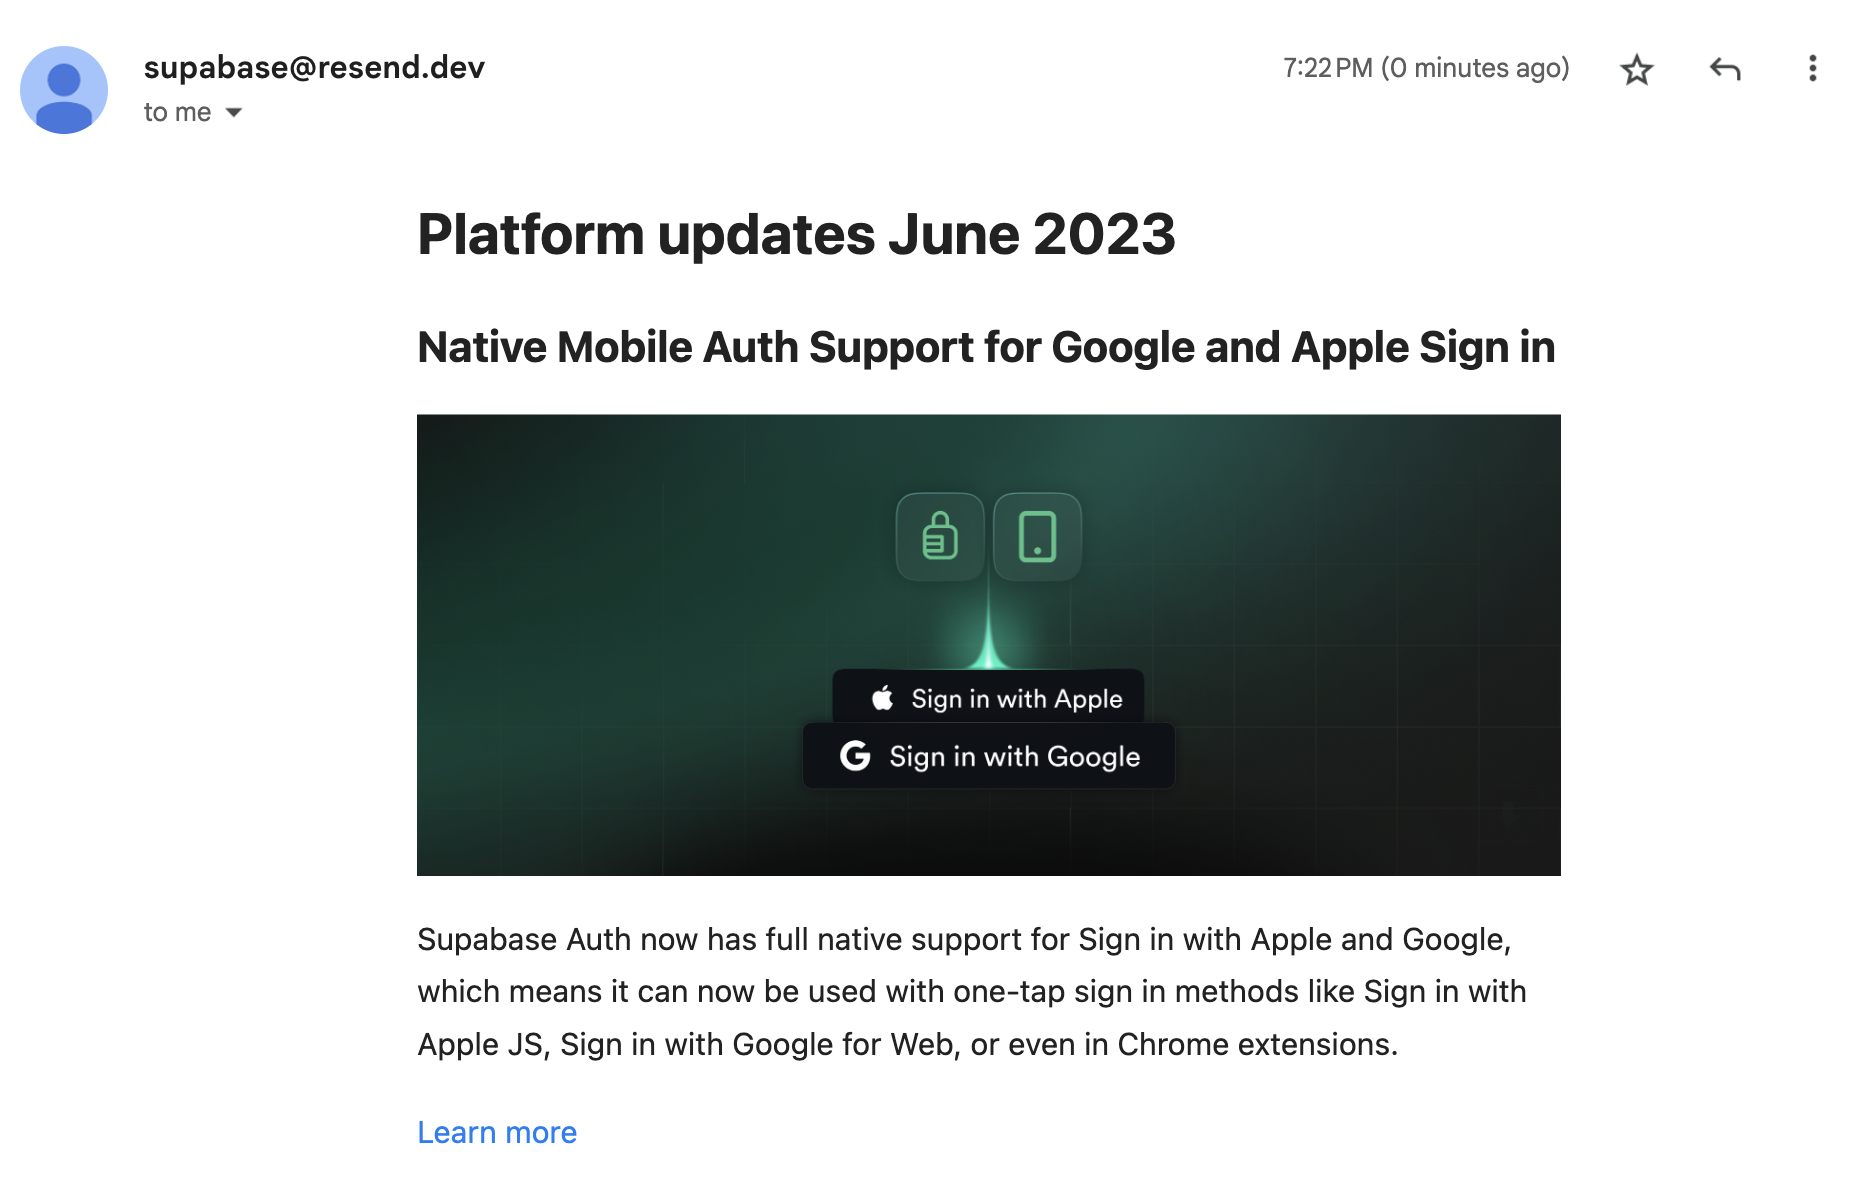 supabase@resend.dev
7:22 PM (0 minutes ago)
to me
Platform updates June 2023
Native Mobile Auth Support for Google and Apple Sign in
Sign in with Apple
Sign in with Google
Supabase Auth now has full native support for Sign in with Apple and Google,
which means it can now be used with one-tap sign in methods like Sign in with
Apple JS, Sign in with Google for Web, or even in Chrome extensions.
Learn more